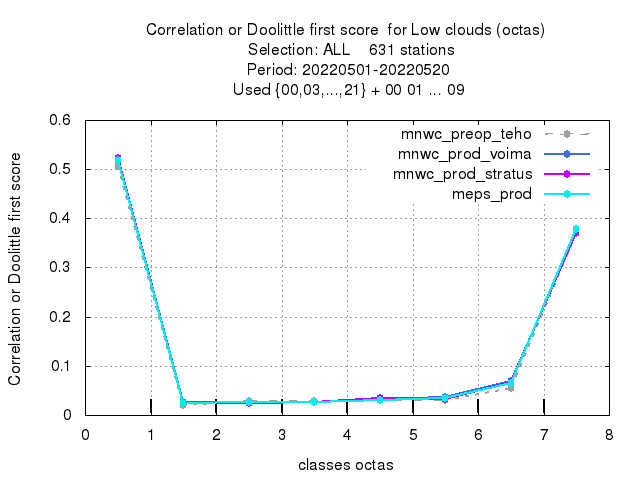 Correlation or Doolittle first score  for Low clouds (octas)
Selection: ALL    631 stations
Period: 20220501-20220520
Used {00,03,...,21} + 00 01 ... 09
mnwc_preop_teho
mnwc_prod_voima
mnwc_prod_stratus
meps_prod
Correlation or Doolittle first score
0.6
0.5
0.4
0.3
0.2
0.1
0
0 1 2 3 4 5 6 7 8
classes octas